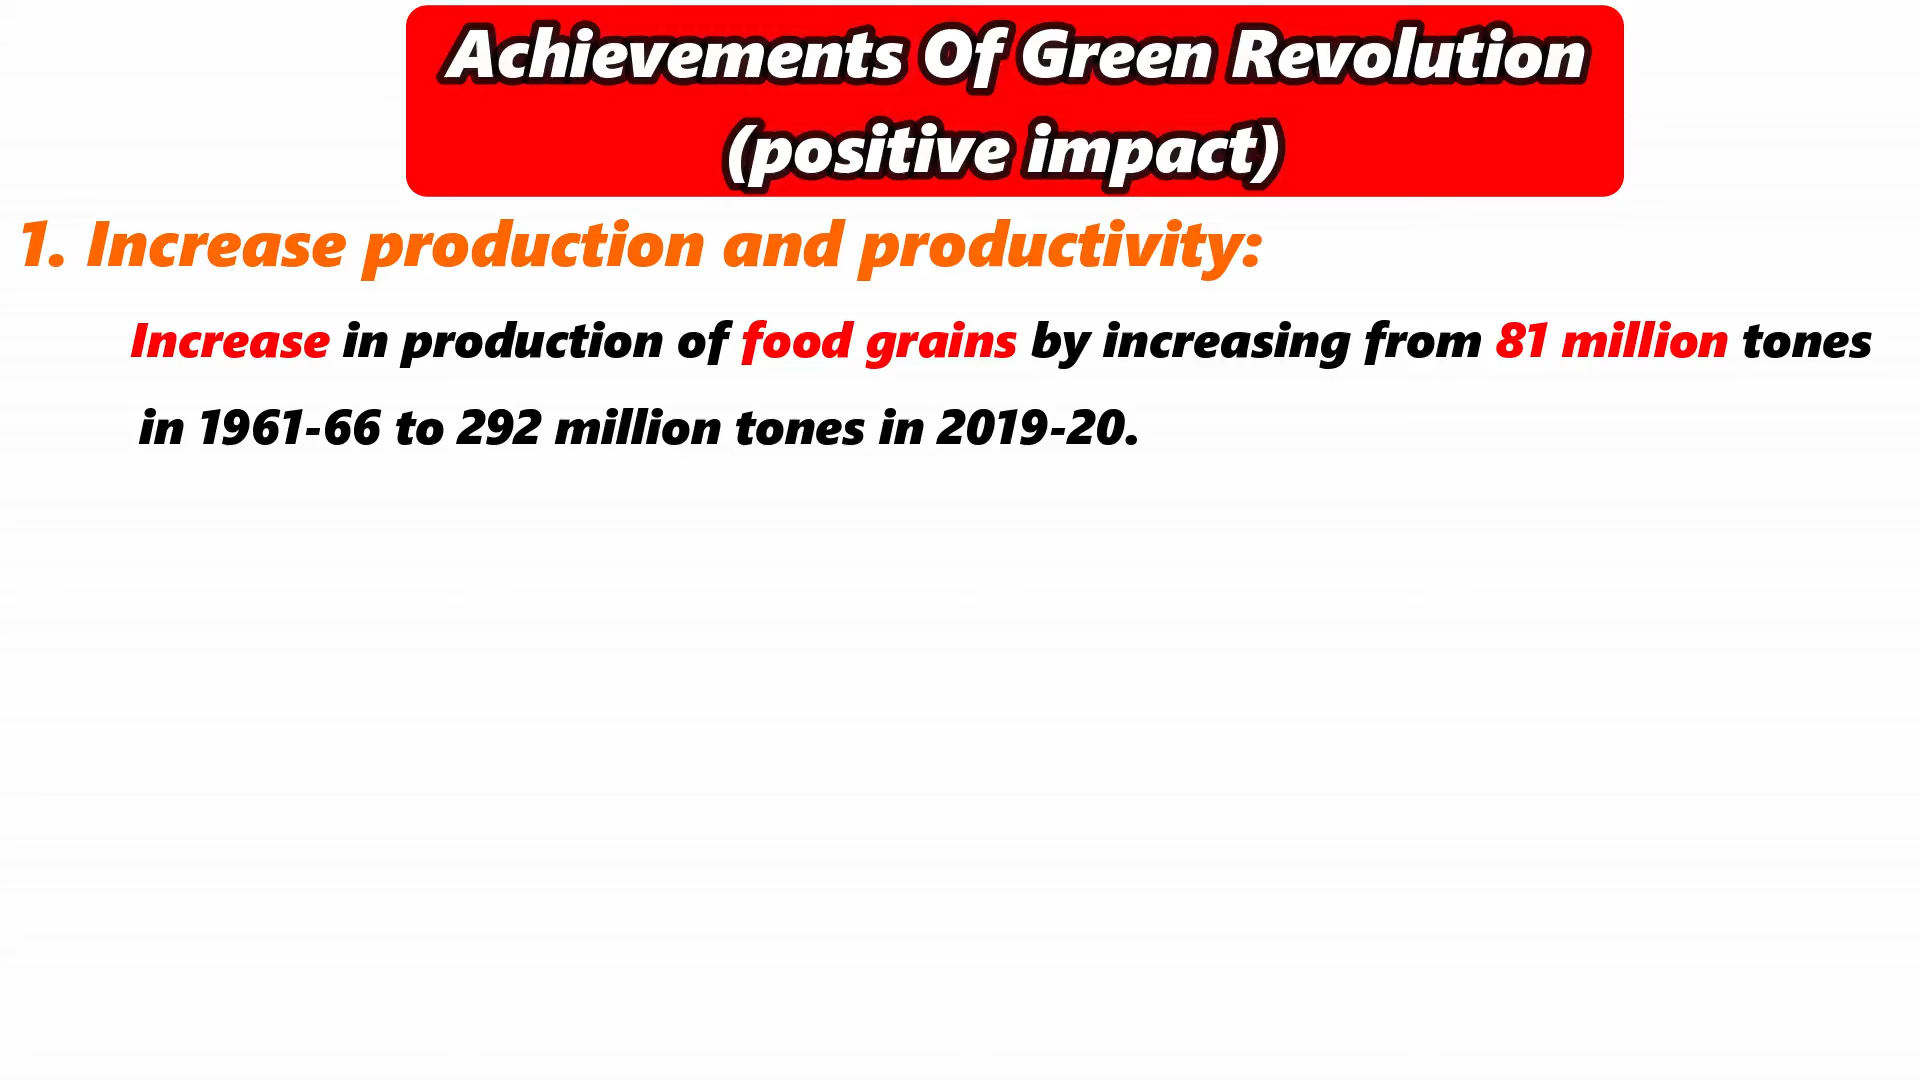 Achievements Of Green Revolution
(positive impact)
1. Increase production and productivity:
Increase in production of food grains by increasing from 81 million tones
in 1961-66 to 292 million tones in 2019-20.